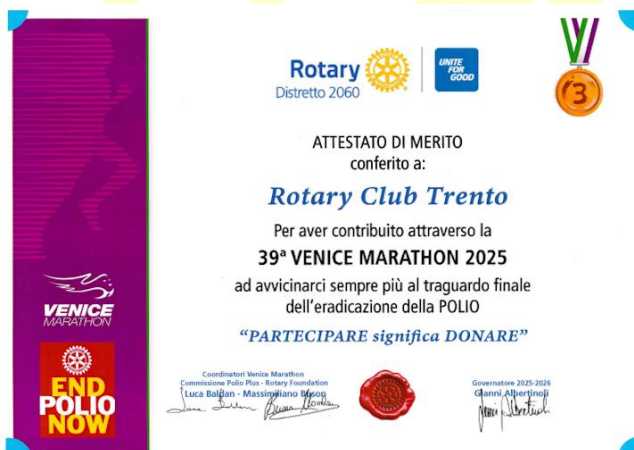 Rotary
Distretto 2060
UNITE
FOR
GOOD
3
ATTESTATO DI MERITO
conferito a:
Rotary Club Trento
Per aver contribuito attraverso la
39ª VENICE MARATHON 2025
ad avvicinarci sempre più al traguardo finale
dell'eradicazione della POLIO
"PARTECIPARE significa DONARE"
VENICE
MARATHON
END
POLIO
NOW
Coordinatori Venice Marathon
Commissione Polio Plus - Rotary Foundation
Luca Baldan - Massimiliano
Governatore 2025-2026
Gianni Albertinoli